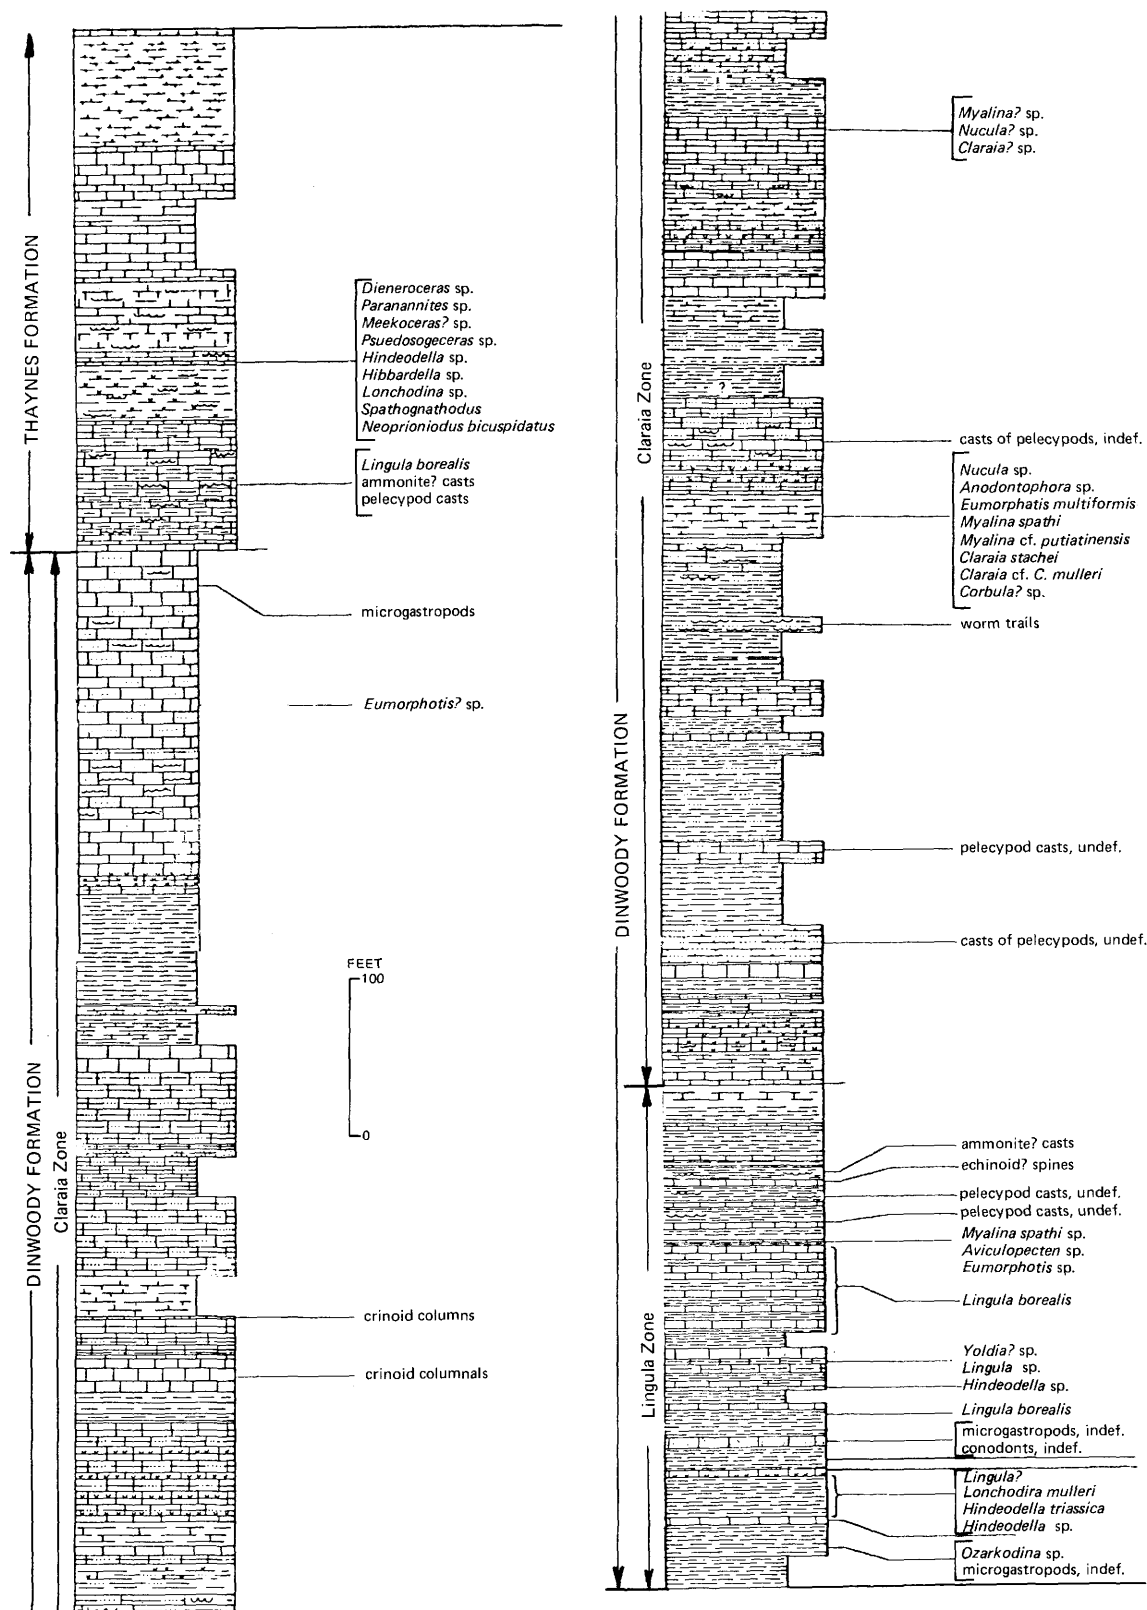 THAYNES FORMATION
Dieneroceras sp.
Paranannites sp.
Meekoceras? sp.
Psuedosogeceras sp.
Hindeodella sp.
Hibbardella sp.
Lonchodina sp.
Spathognathodus
Neoprioniodus bicuspidatus
Lingula borealis
ammonite? casts
pelecypod casts
DINWOODY FORMATION
Claraia Zone
microgastropods
Eumorphotis? sp.
FEET
100
0
crinoid columns
crinoid columnals
DINWOODY FORMATION
Claraia Zone
Myalina? sp.
Nucula? sp.
Claraia? sp.
?
casts of pelecypods, indef.
Nucula sp.
Anodontophora sp.
Eumorphatis multiformis
Myalina spathi
Myalina cf. putiatinensis
Claraia stachei
Claraia cf. C. mulleri
Corbula? sp.
worm trails
pelecypod casts, undef.
casts of pelecypods, undef.
Lingula Zone
ammonite? casts
echinoid? spines
pelecypod casts, undef.
pelecypod casts, undef.
Myalina spathi sp.
Aviculopecten sp.
Eumorphotis sp.
Lingula borealis
Yoldia? sp.
Lingula sp.
Hindeodella sp.
Lingula borealis
microgastropods, indef.
conodonts, indef.
Lingula?
Lonchodira mulleri
Hindeodella triassica
Hindeodella sp.
Ozarkodina sp.
microgastropods, indef.